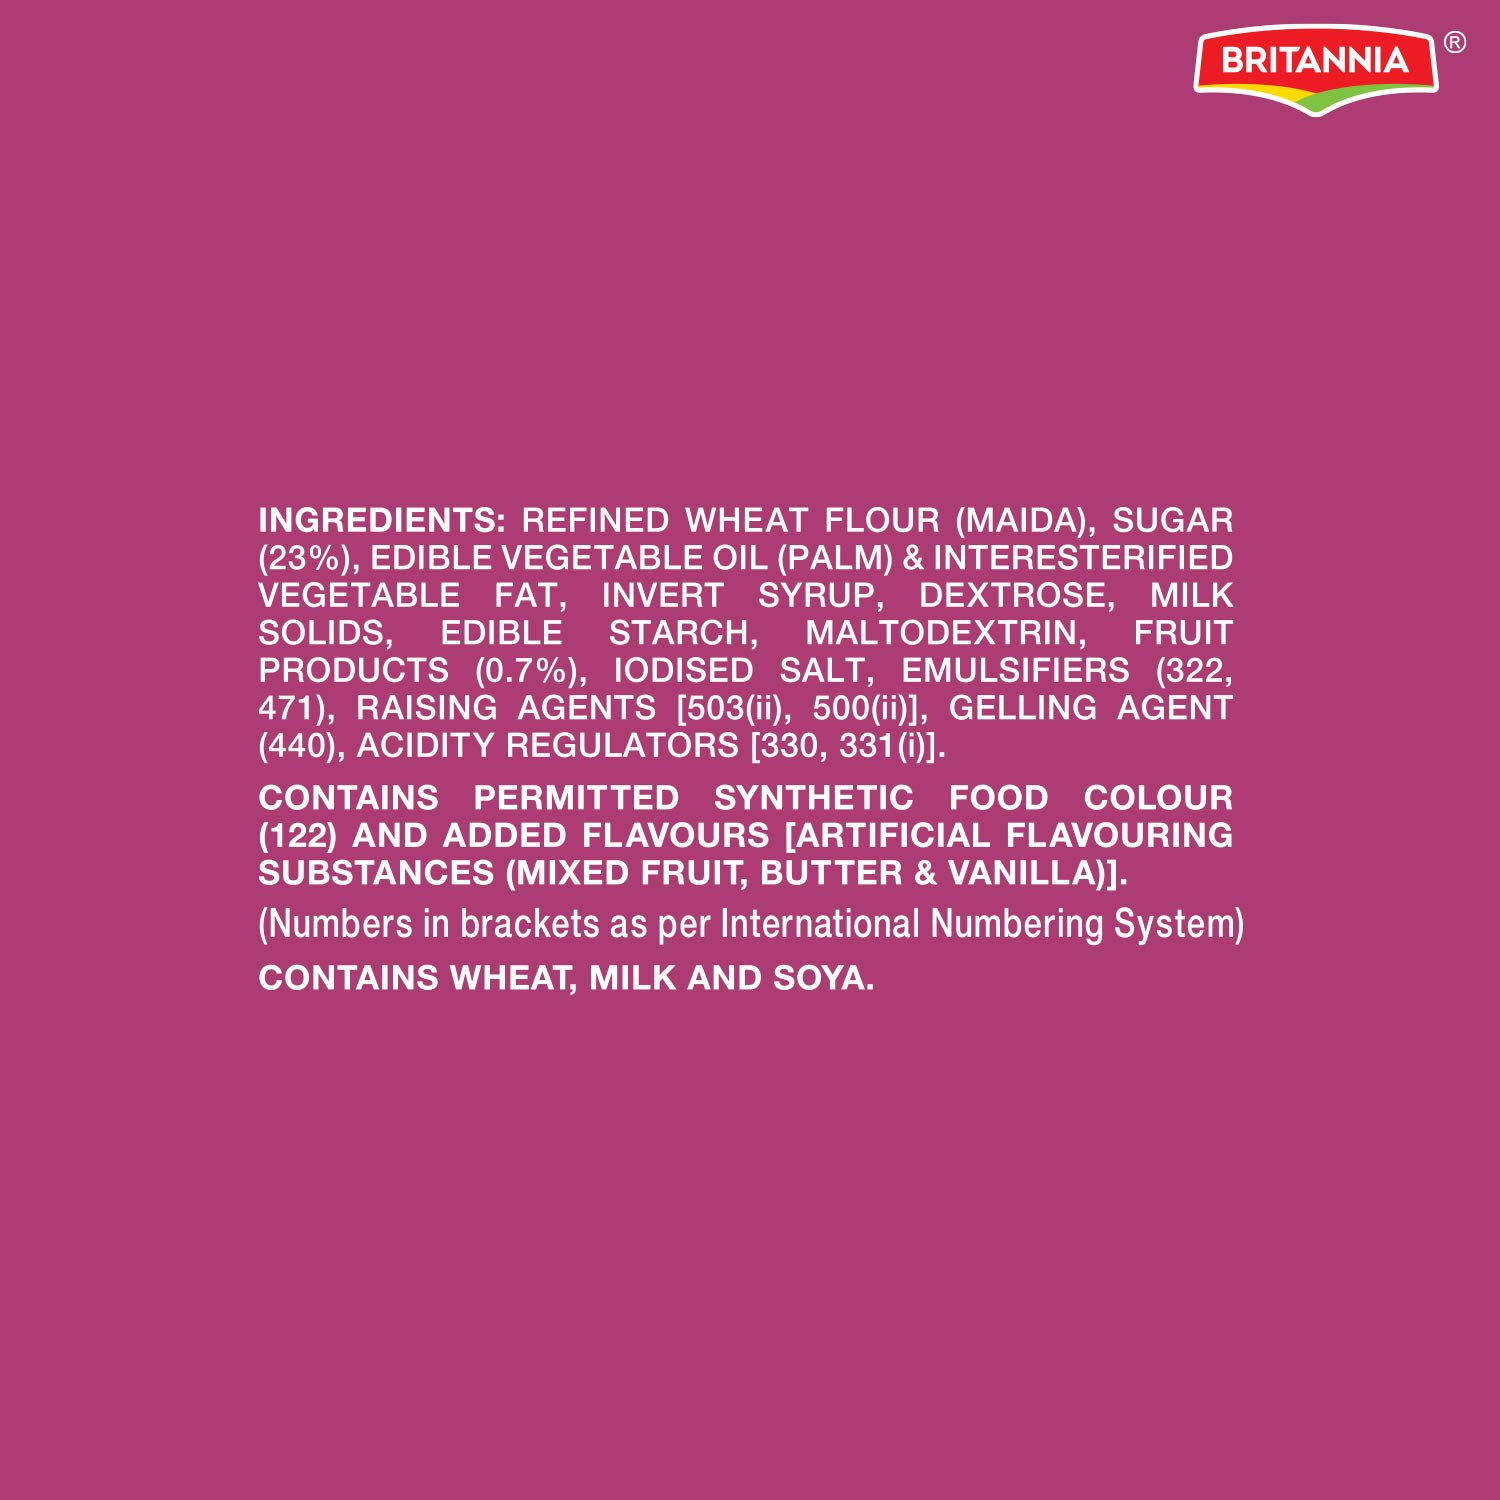 BRITANNIA ®
INGREDIENTS: REFINED WHEAT FLOUR (MAIDA), SUGAR
(23%), EDIBLE VEGETABLE OIL (PALM) & INTERESTERIFIED
VEGETABLE FAT, INVERT SYRUP, DEXTROSE, MILK
SOLIDS, EDIBLE STARCH, MALTODEXTRIN, FRUIT
PRODUCTS (0.7%), IODISED SALT, EMULSIFIERS (322,
471), RAISING AGENTS [503(ii), 500(ii)], GELLING AGENT
(440), ACIDITY REGULATORS [330, 331(i)].
CONTAINS PERMITTED SYNTHETIC FOOD COLOUR
(122) AND ADDED FLAVOURS [ARTIFICIAL FLAVOURING
SUBSTANCES (MIXED FRUIT, BUTTER & VANILLA)].
(Numbers in brackets as per International Numbering System)
CONTAINS WHEAT, MILK AND SOYA.